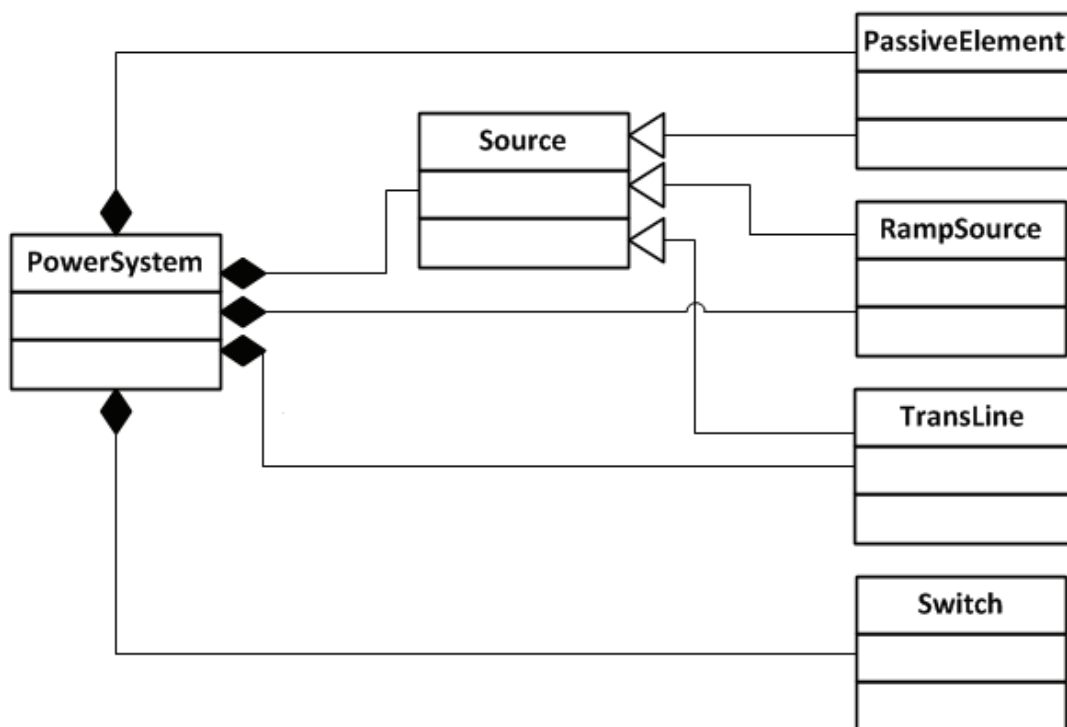 PassiveElement
Source
RampSource
PowerSystem
TransLine
Switch